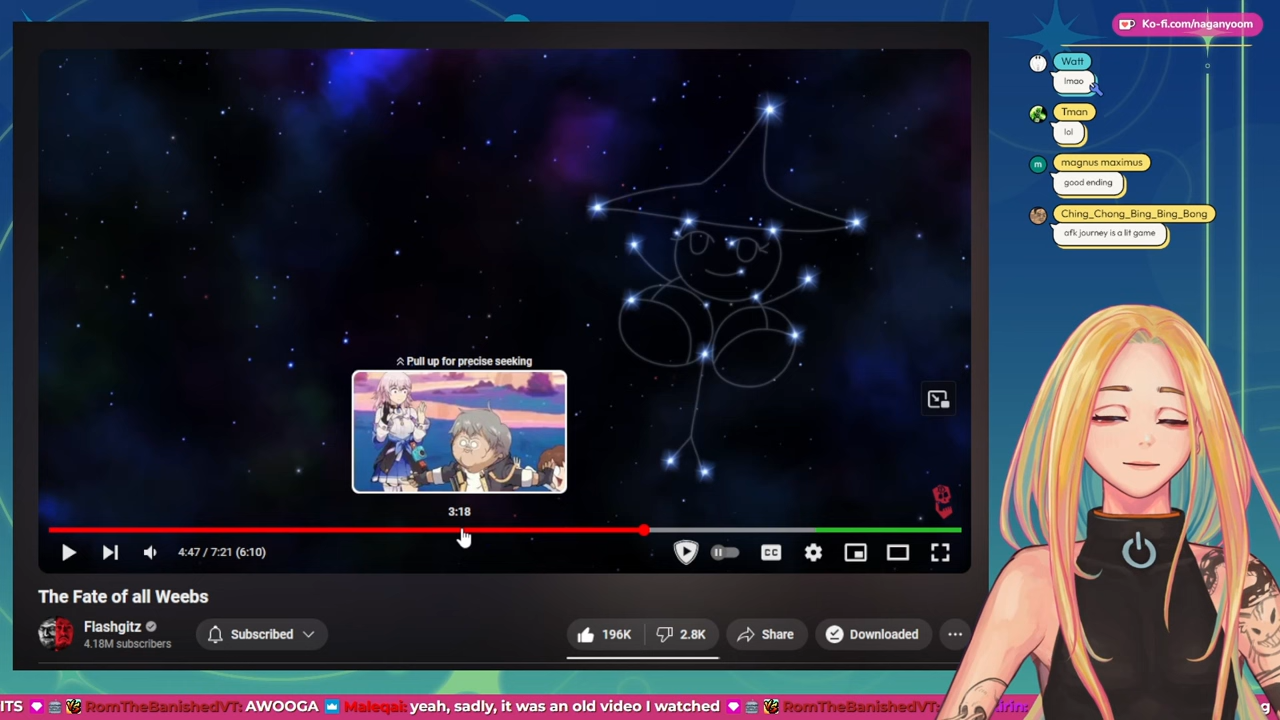 Ko-fi.com/naganyoom
Watt
lmao
Tman
lol
m
magnus maximus
good ending
Ching_Chong_Bing_Bing_Bong
afk journey is a lit game
Pull up for precise seeking
3:18
4:47 / 7:21 (6:10)
CC
The Fate of all Weebs
Flashgitz
4.18M subscribers
Subscribed
196K
2.8K
Share
Downloaded
ITS RomTheBanishedVT: AWOOGA Maleqai: yeah, sadly, it was an old video I watched RomTheBanishedVT: